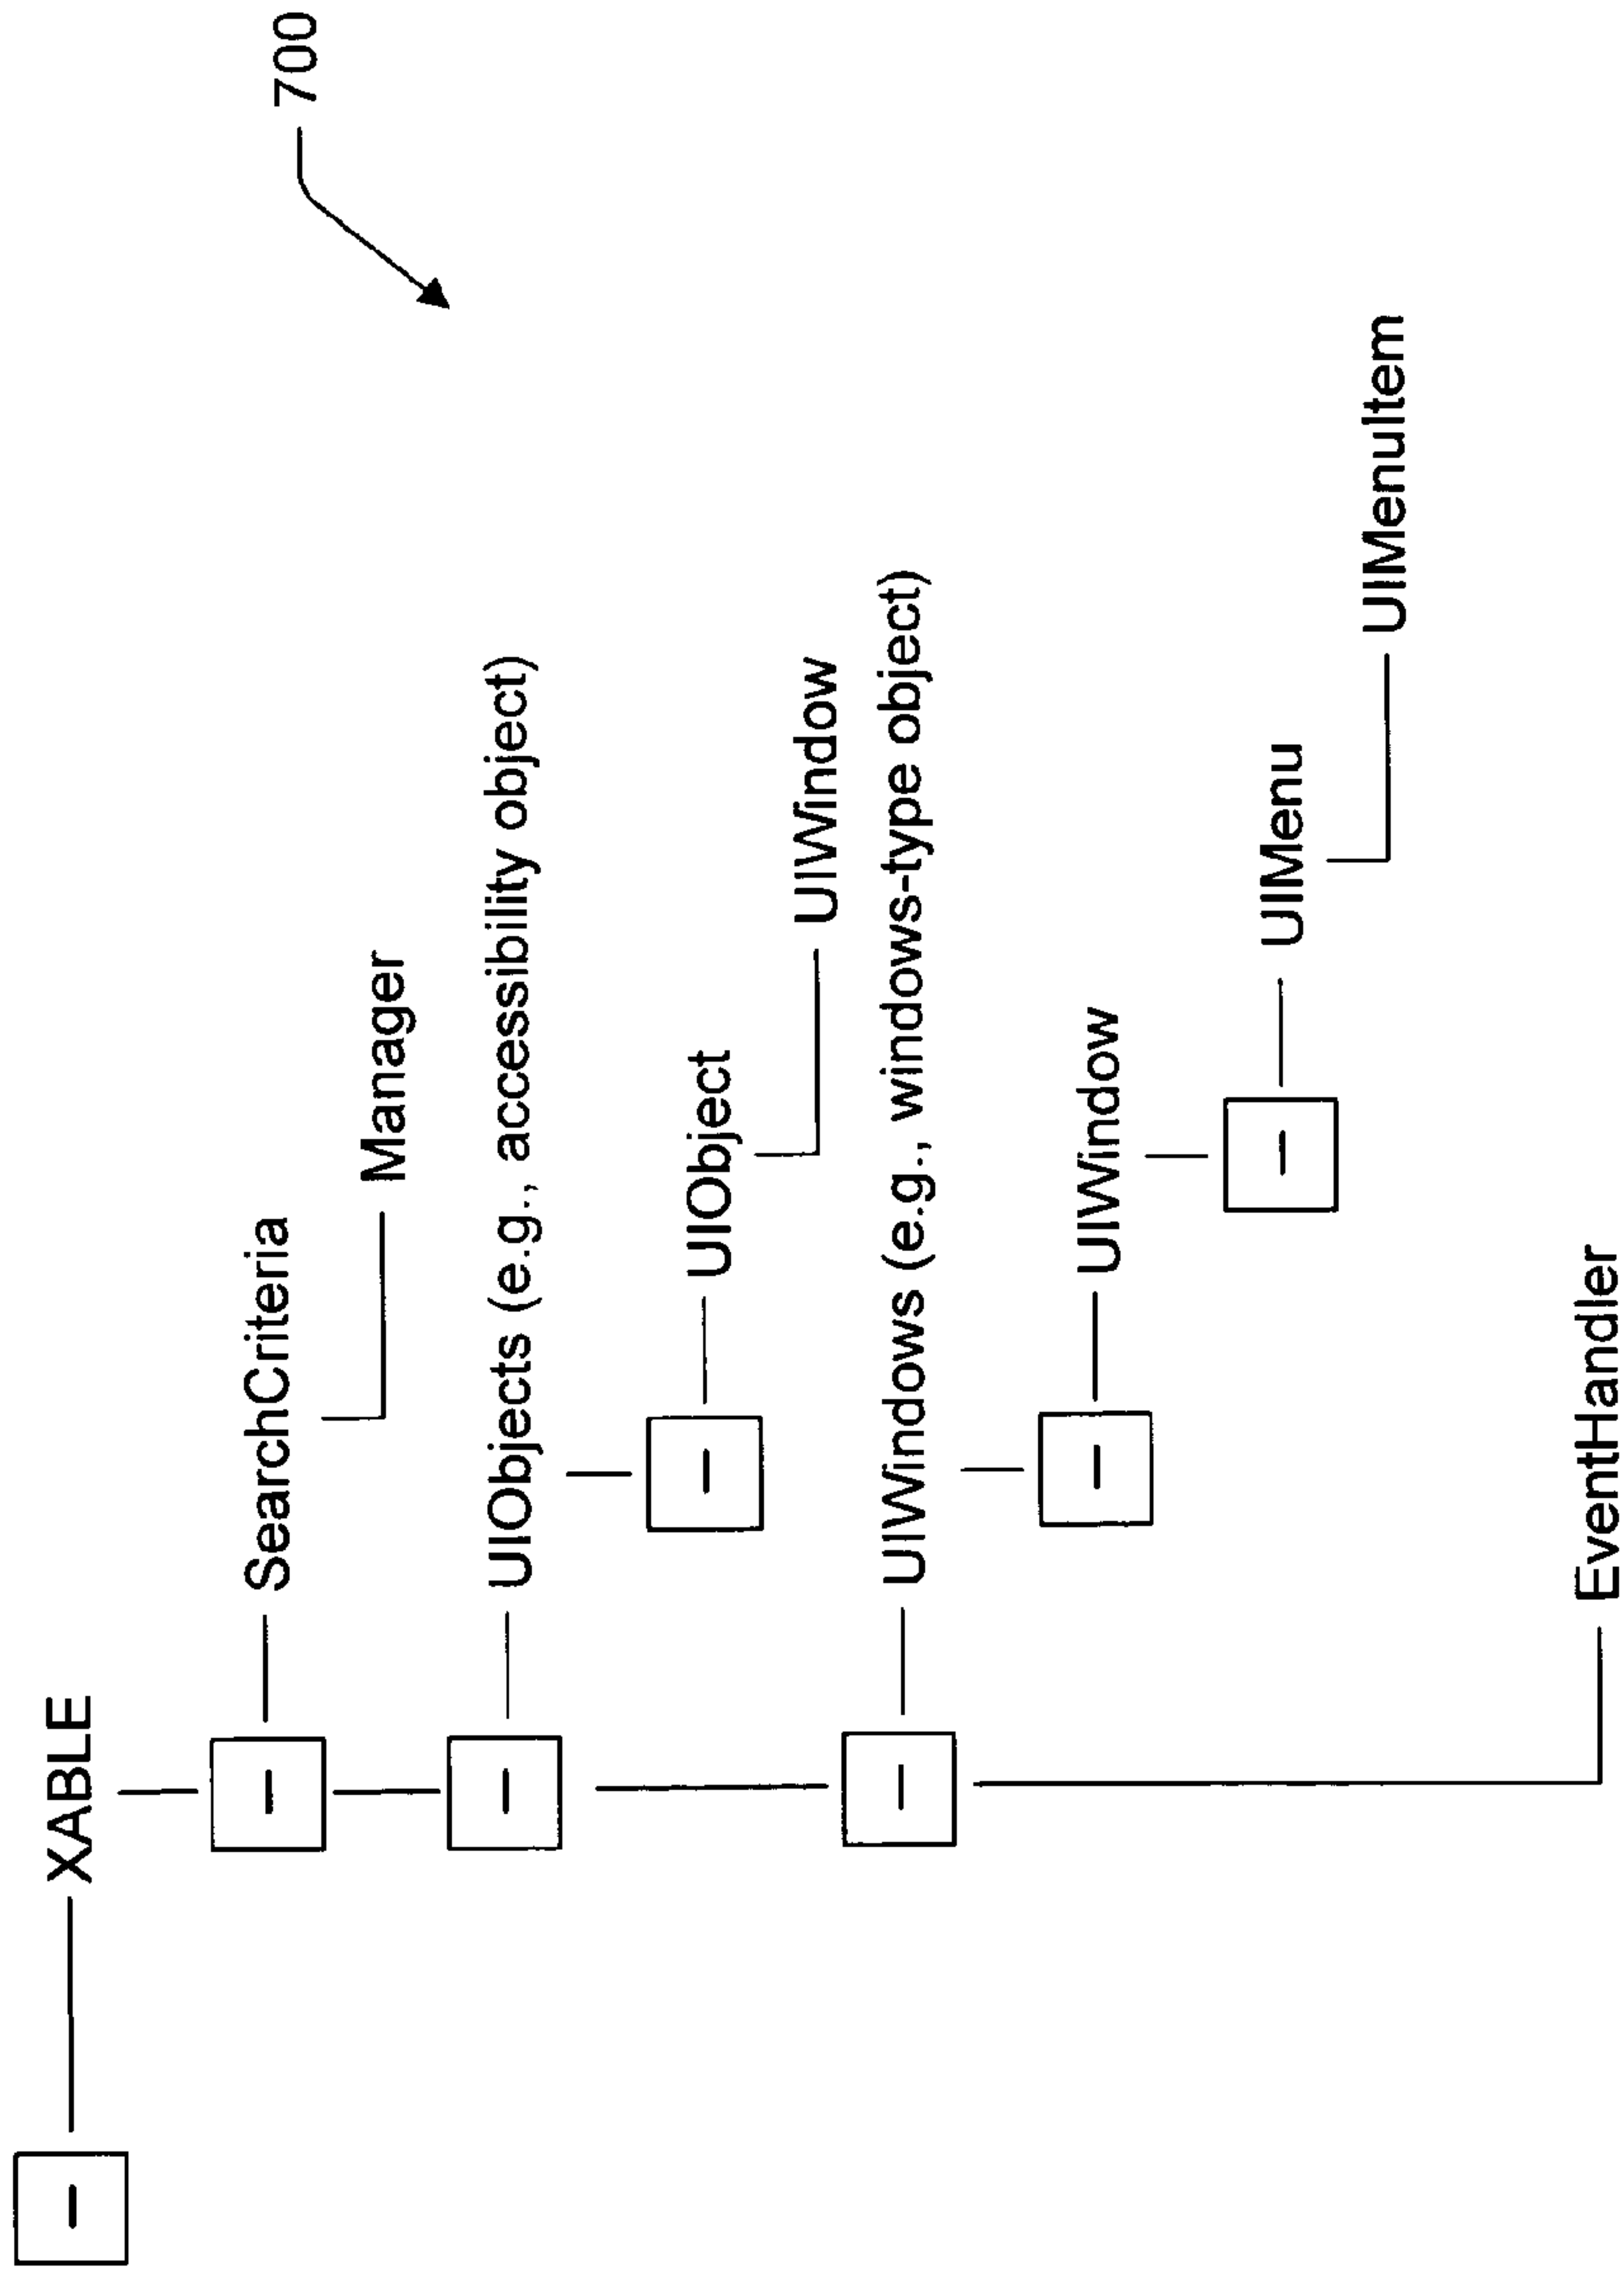 700
XABLE
SearchCriteria
Manager
UIObjects (e.g., accessibility object)
UIObject
UIWindow
UIWindows (e.g., windows-type object)
UIWindow
UIMenu
UIMenuItem
EventHandler